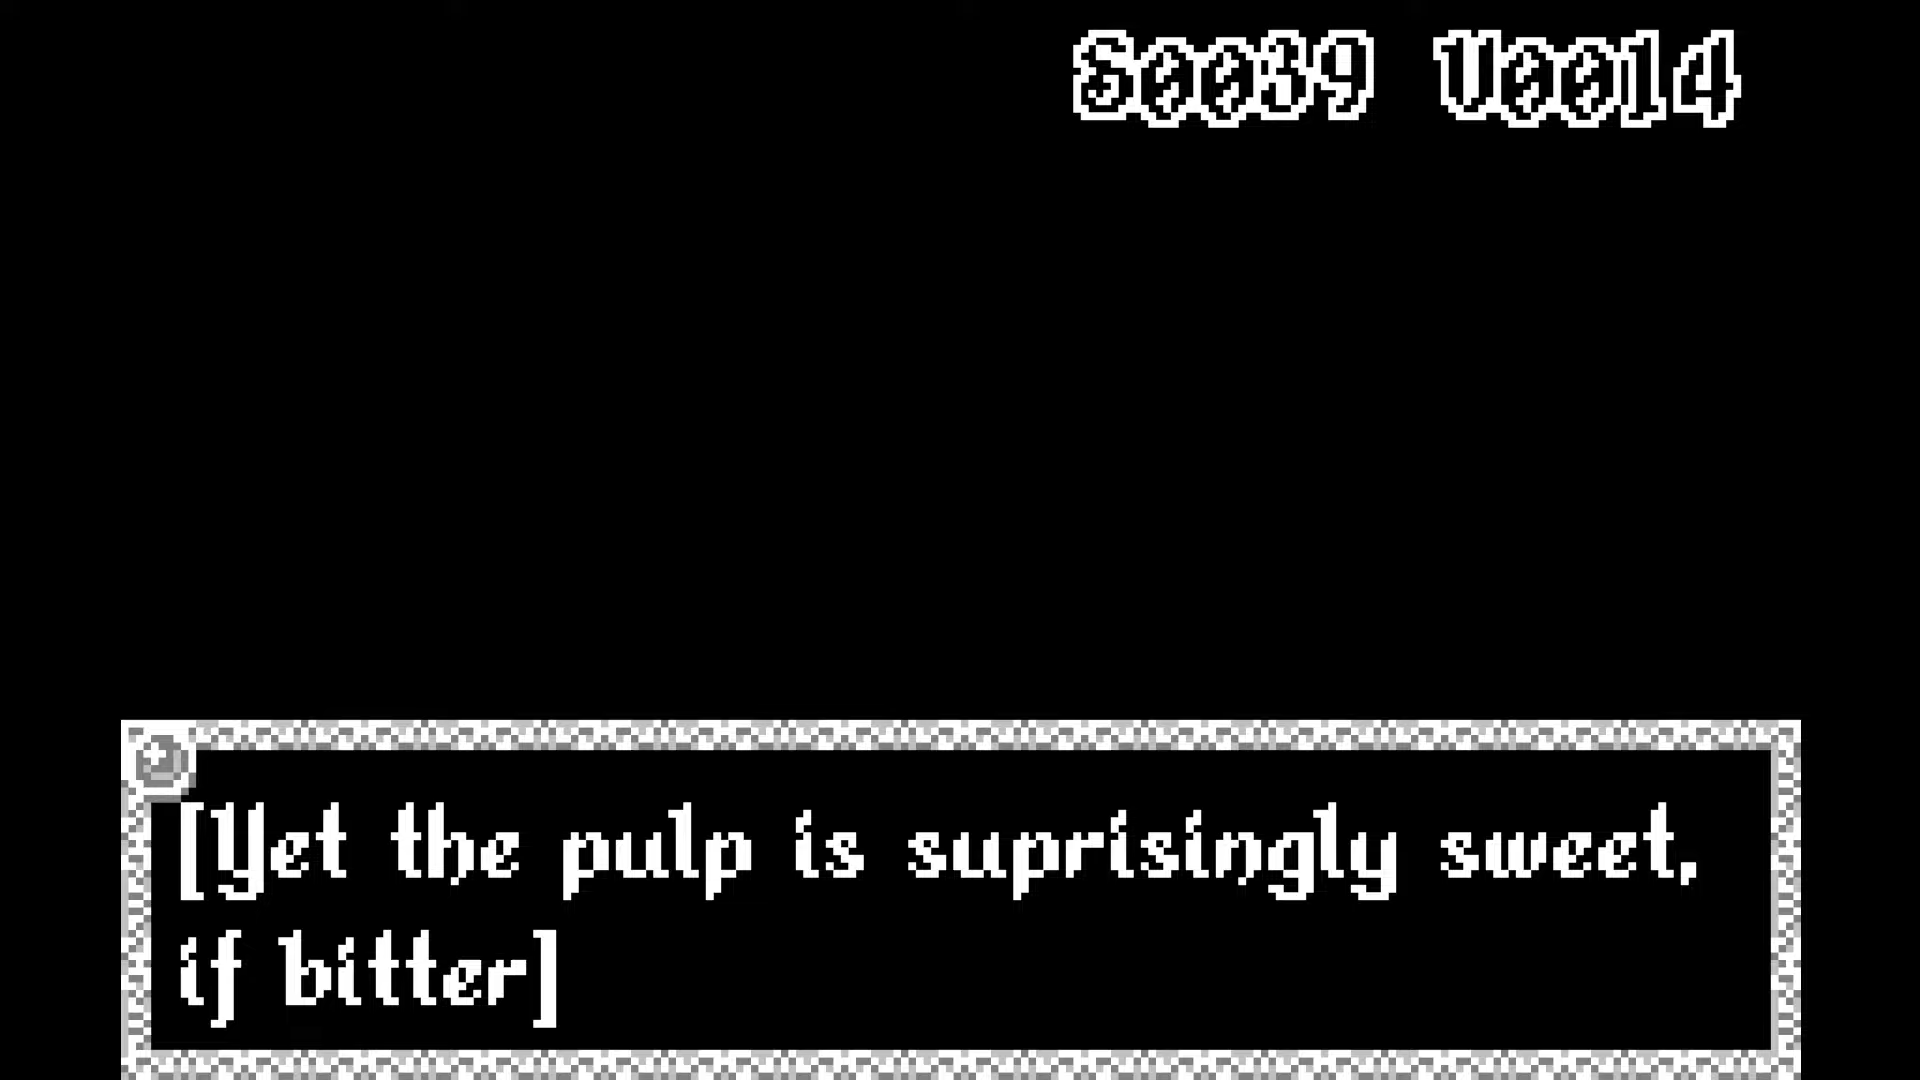 S0039 V0014
[Yet the pulp is suprisingly sweet,
if bitter]